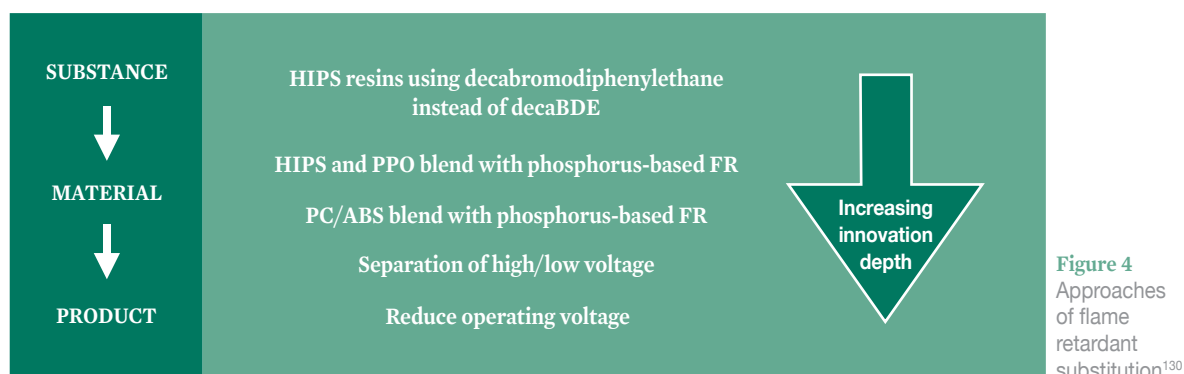 SUBSTANCE
MATERIAL
PRODUCT
HIPS resins using decabromodiphenylethane
instead of decaBDE
HIPS and PPO blend with phosphorus-based FR
PC/ABS blend with phosphorus-based FR
Separation of high/low voltage
Reduce operating voltage
Increasing
innovation
depth
Figure 4
Approaches
of flame
retardant
substitution¹³⁰